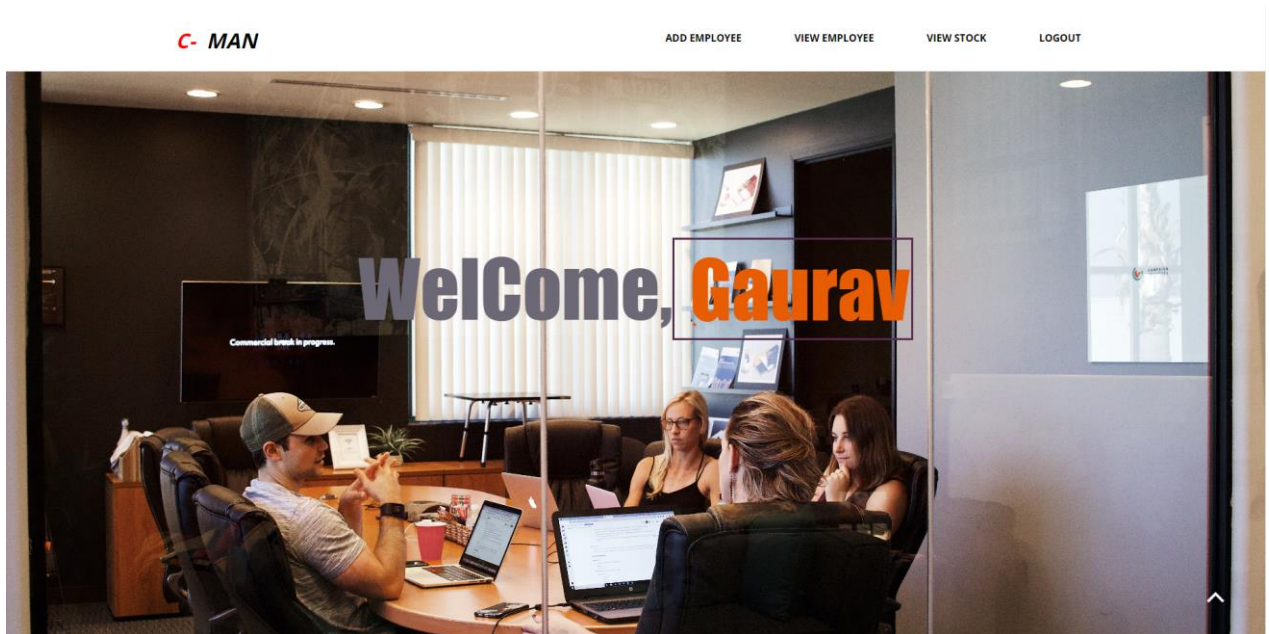 C- MAN
ADD EMPLOYEE VIEW EMPLOYEE VIEW STOCK LOGOUT
WelCome, Gaurav
Commercial break in progress.